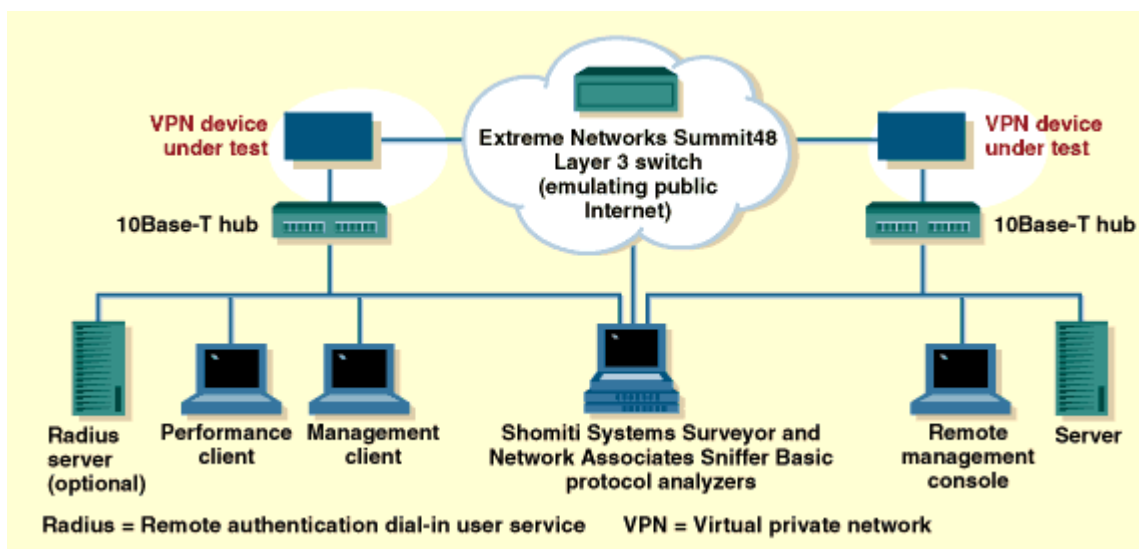 VPN device
under test
Extreme Networks Summit48
Layer 3 switch
(emulating public
Internet)
VPN device
under test
10Base-T hub
10Base-T hub
Radius
server
(optional)
Performance
client
Management
client
Shomiti Systems Surveyor and
Network Associates Sniffer Basic
protocol analyzers
Remote
management
console
Server
Radius = Remote authentication dial-in user service VPN = Virtual private network